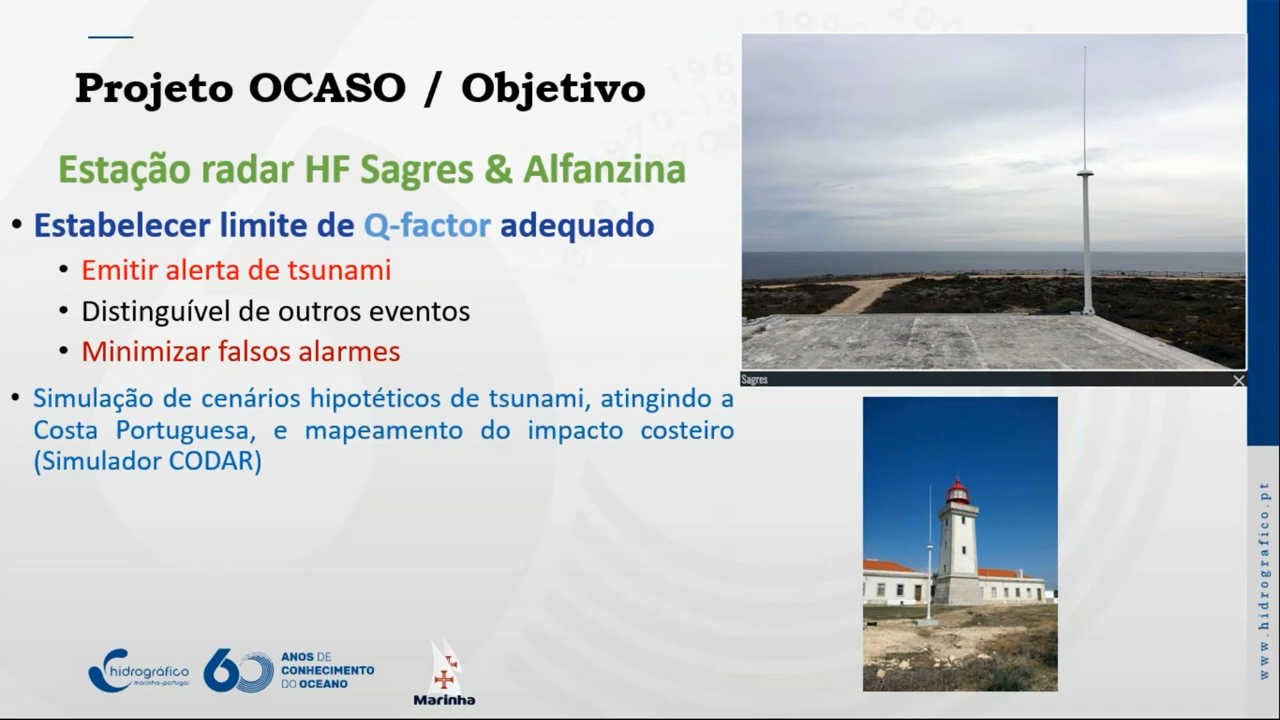 Projeto OCASO / Objetivo
Estação radar HF Sagres & Alfanzina
• Estabelecer limite de Q-factor adequado
• Emitir alerta de tsunami
• Distinguível de outros eventos
• Minimizar falsos alarmes
• Simulação de cenários hipotéticos de tsunami, atingindo a
Costa Portuguesa, e mapeamento do impacto costeiro
(Simulador CODAR)
Sagres
hidrográfico
marinha-portugal
60
ANOS DE
CONHECIMENTO
DO OCEANO
Marinha
www.hidrografico.pt